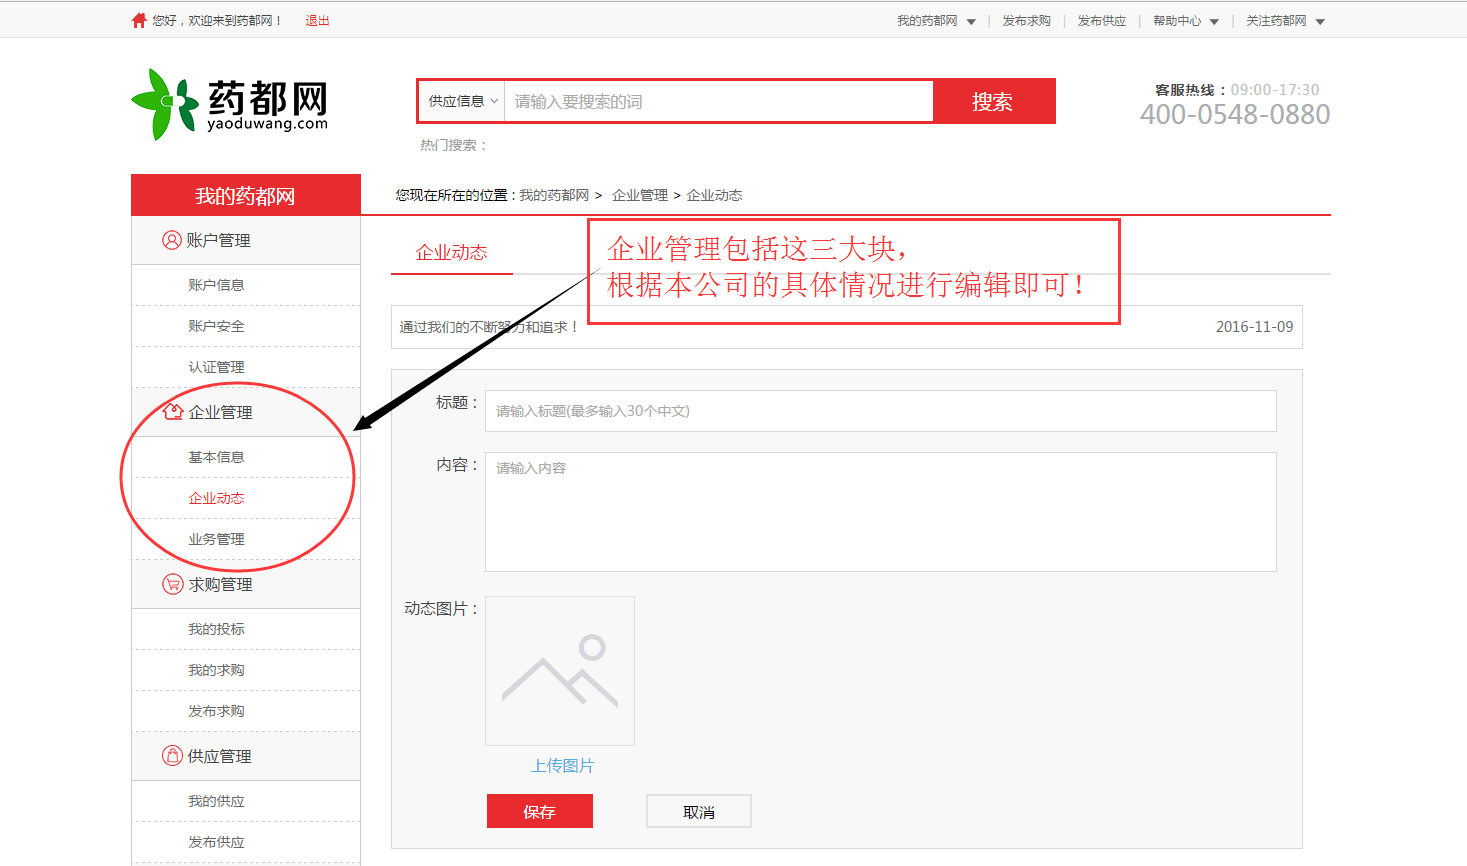 您好，欢迎来到药都网！ 退出
我的药都网 | 发布求购 | 发布供应 | 帮助中心 | 关注药都网
药都网
yaoduwang.com
供应信息 请输入要搜索的词 搜索
热门搜索：
客服热线：09:00-17:30
400-0548-0880
我的药都网
您现在所在的位置：我的药都网 > 企业管理 > 企业动态
账户管理
账户信息
账户安全
认证管理
企业管理
基本信息
企业动态
业务管理
求购管理
我的投标
我的求购
发布求购
供应管理
我的供应
发布供应
企业动态
企业管理包括这三大块，
根据本公司的具体情况进行编辑即可！
通过我们的不断努力和追求！ 2016-11-09
标题： 请输入标题(最多输入30个中文)
内容： 请输入内容
动态图片：
上传图片
保存 取消